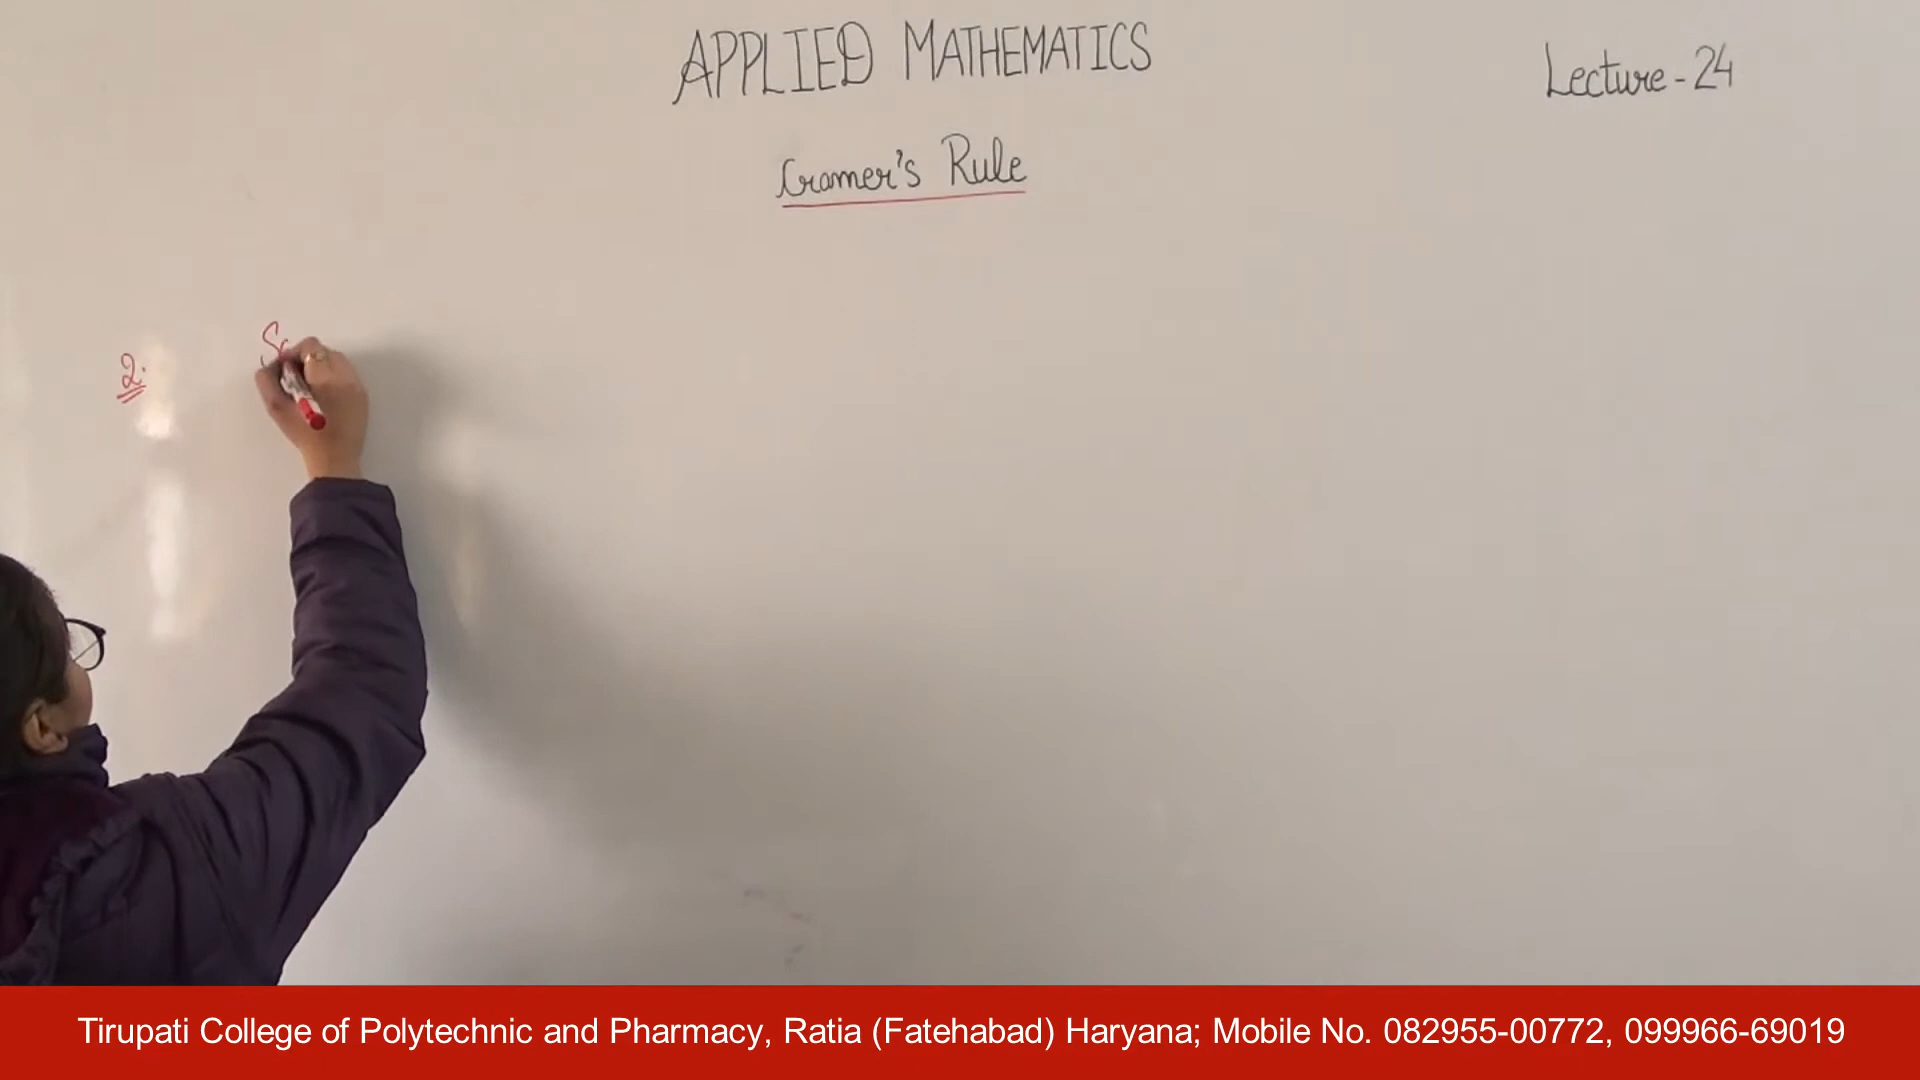 APPLIED MATHEMATICS
Lecture-24
Cramer's Rule
2.
Tirupati College of Polytechnic and Pharmacy, Ratia (Fatehabad) Haryana; Mobile No. 082955-00772, 099966-69019